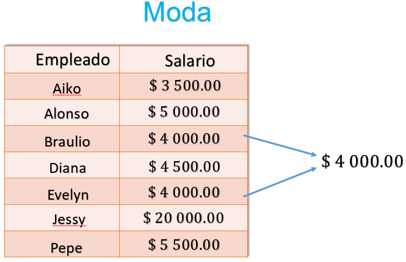 Moda
Empleado Salario
Aiko $ 3 500.00
Alonso $ 5 000.00
Braulio $ 4 000.00
Diana $ 4 500.00
Evelyn $ 4 000.00
Jessy $ 20 000.00
Pepe $ 5 500.00
$ 4 000.00